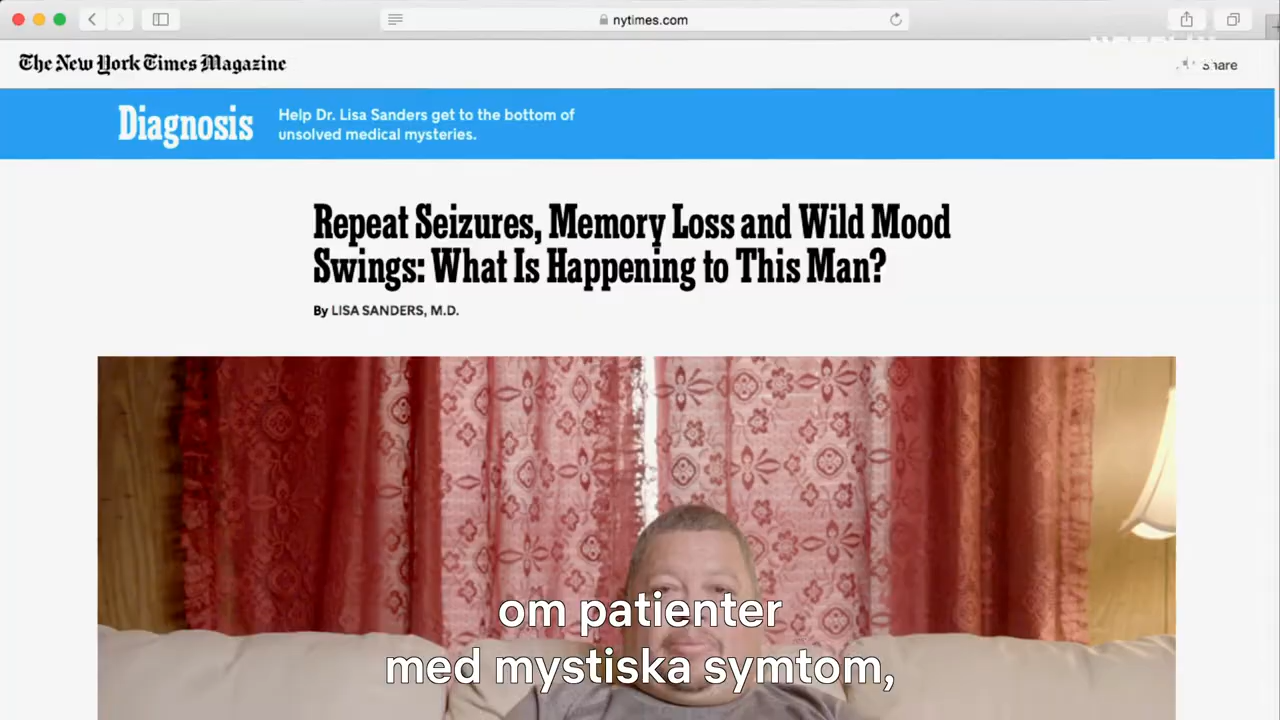 nytimes.com
The New York Times Magazine
Diagnosis
Help Dr. Lisa Sanders get to the bottom of
unsolved medical mysteries.
Repeat Seizures, Memory Loss and Wild Mood
Swings: What Is Happening to This Man?
By LISA SANDERS, M.D.
om patienter
med mystiska symtom,